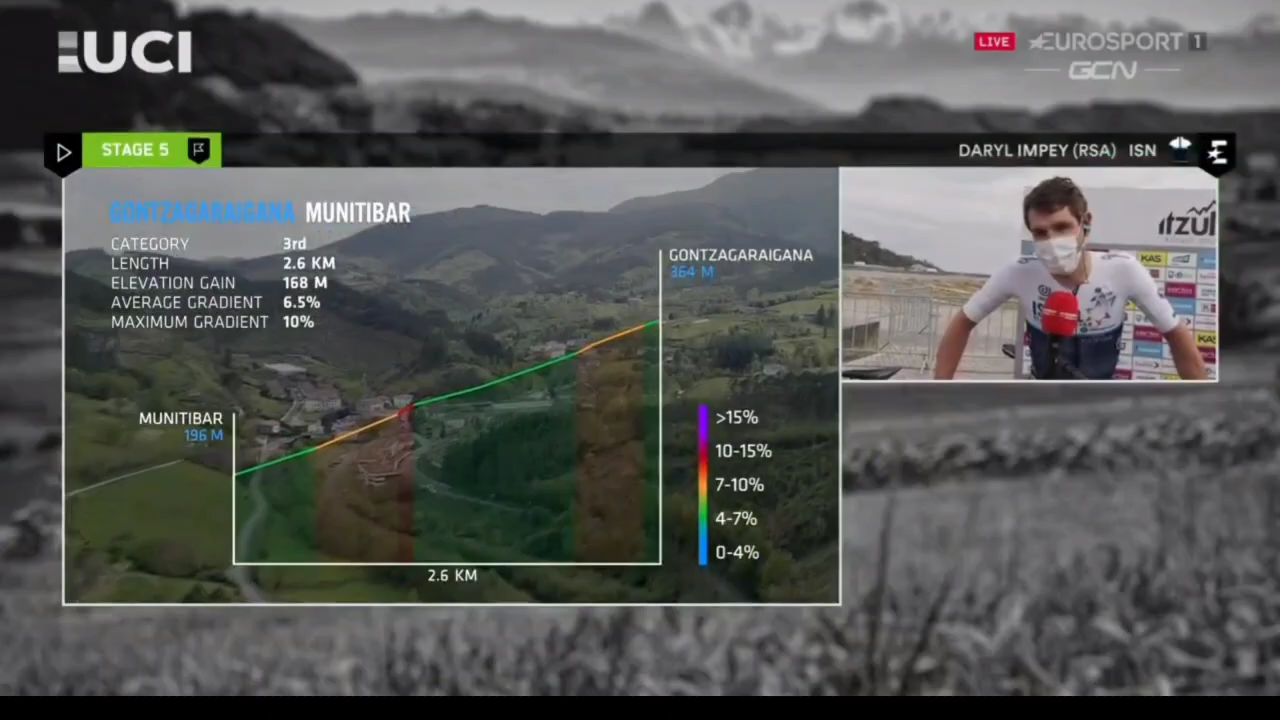 UCI
LIVE EUROSPORT 1
GCN
STAGE 5
DARYL IMPEY (RSA) ISN
GONTZAGARAIGANA MUNITIBAR
CATEGORY 3rd
LENGTH 2.6 KM
ELEVATION GAIN 168 M
AVERAGE GRADIENT 6.5%
MAXIMUM GRADIENT 10%
GONTZAGARAIGANA
364 M
MUNITIBAR
196 M
2.6 KM
>15%
10-15%
7-10%
4-7%
0-4%
ITZUL
KAS